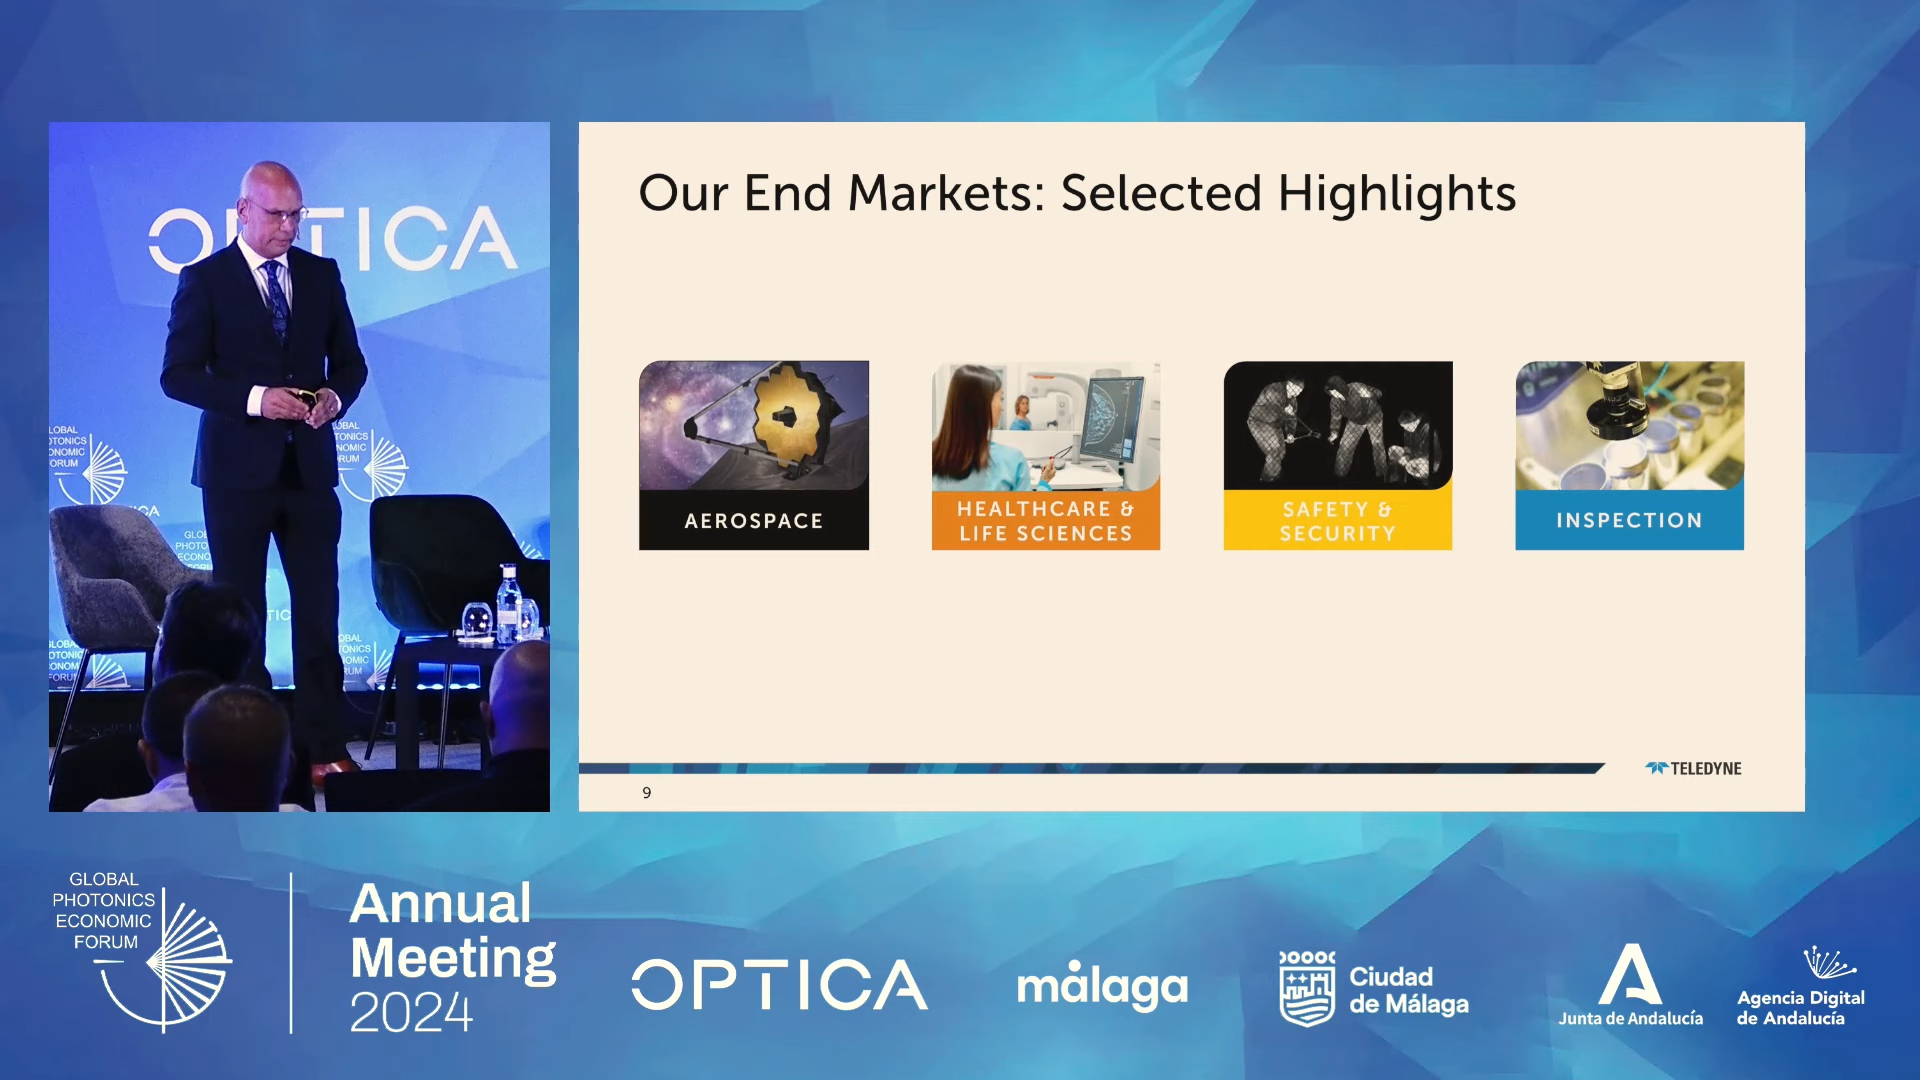 OPTICA
Our End Markets: Selected Highlights
AEROSPACE
HEALTHCARE &
LIFE SCIENCES
SAFETY &
SECURITY
INSPECTION
TELEDYNE
9
GLOBAL
PHOTONICS
ECONOMIC
FORUM
Annual
Meeting
2024
OPTICA
málaga
Ciudad
de Málaga
Junta de Andalucía
Agencia Digital
de Andalucía